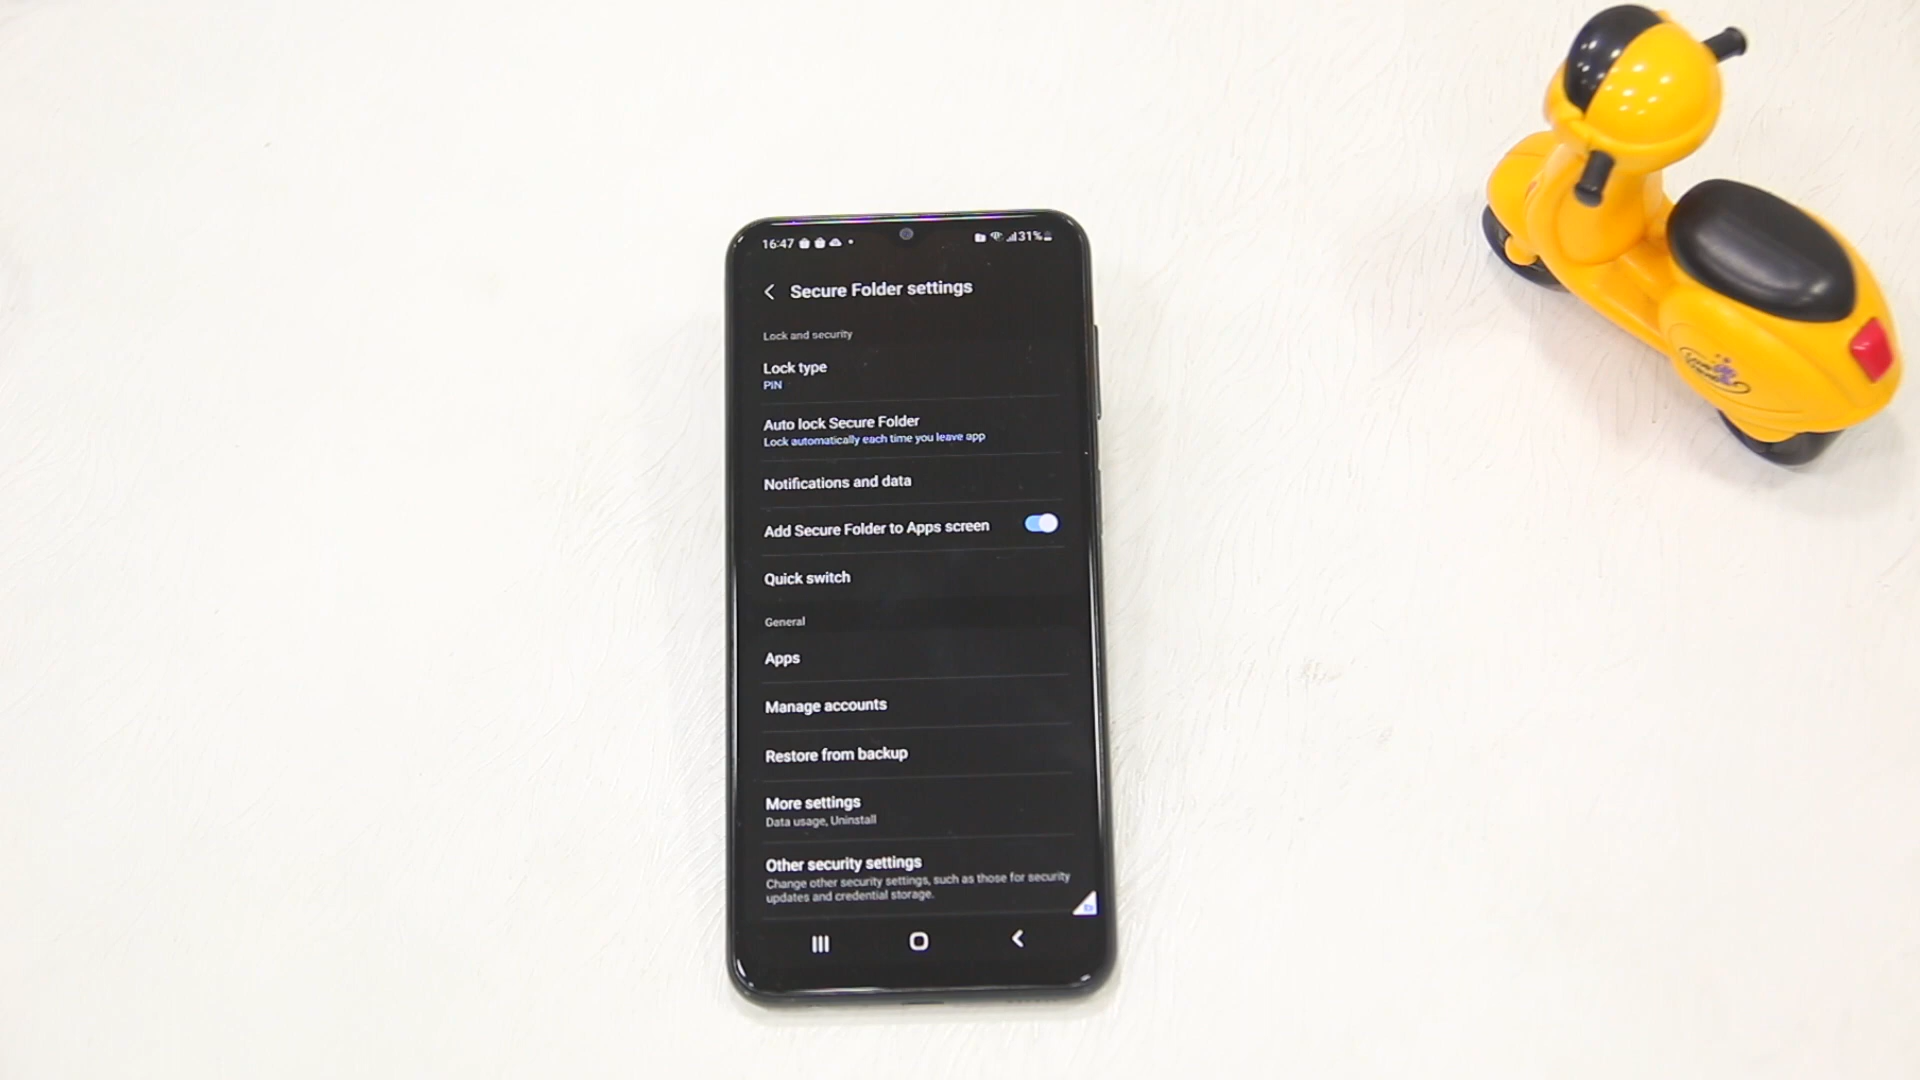 16:47 31%
Secure Folder settings
Lock and security
Lock type
PIN
Auto lock Secure Folder
Lock automatically each time you leave app
Notifications and data
Add Secure Folder to Apps screen
Quick switch
General
Apps
Manage accounts
Restore from backup
More settings
Data usage, Uninstall
Other security settings
Change other security settings, such as those for security
updates and credential storage.